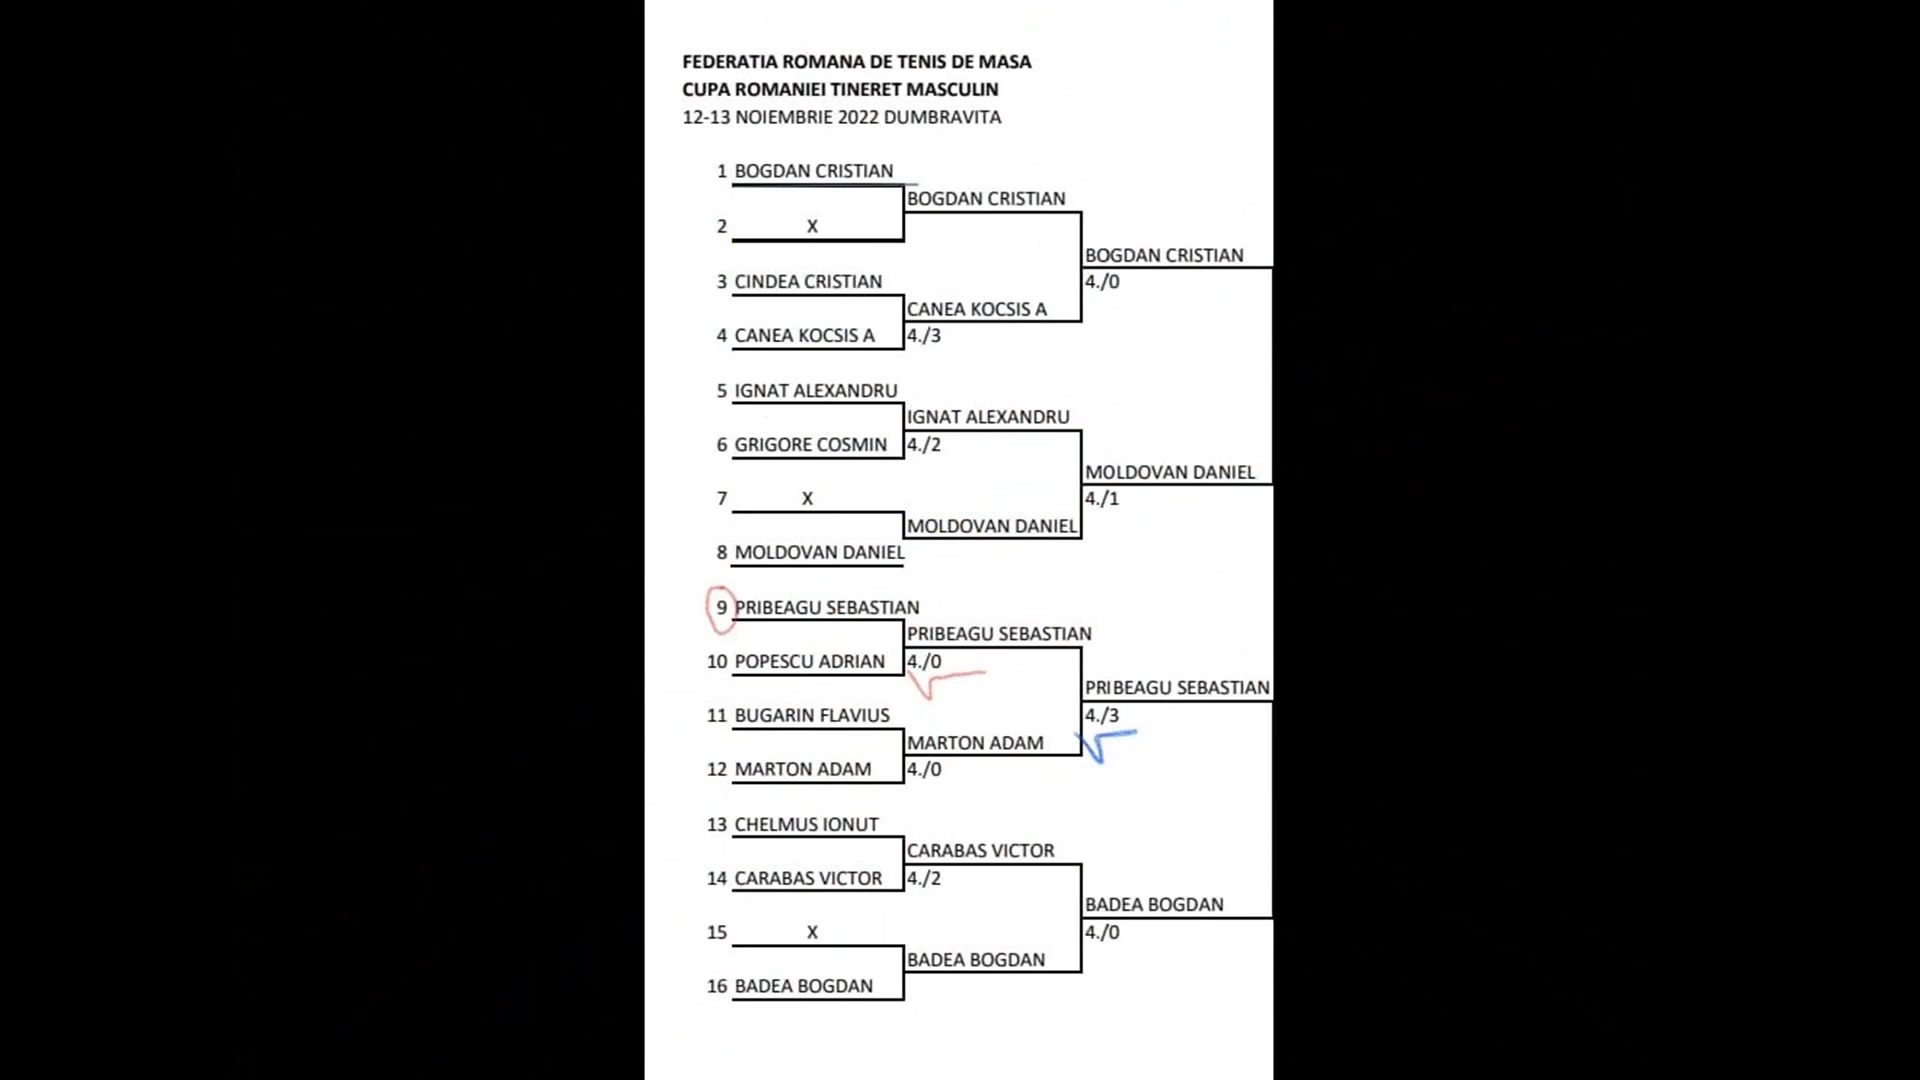 FEDERATIA ROMANA DE TENIS DE MASA
CUPA ROMANIEI TINERET MASCULIN
12-13 NOIEMBRIE 2022 DUMBRAVITA
1 BOGDAN CRISTIAN
BOGDAN CRISTIAN
2 X
BOGDAN CRISTIAN
3 CINDEA CRISTIAN
4./0
CANEA KOCSIS A
4 CANEA KOCSIS A
4./3
5 IGNAT ALEXANDRU
IGNAT ALEXANDRU
6 GRIGORE COSMIN
4./2
MOLDOVAN DANIEL
7 X
4./1
MOLDOVAN DANIEL
8 MOLDOVAN DANIEL
9 PRIBEAGU SEBASTIAN
PRIBEAGU SEBASTIAN
10 POPESCU ADRIAN
4./0
PRIBEAGU SEBASTIAN
11 BUGARIN FLAVIUS
4./3
MARTON ADAM
12 MARTON ADAM
4./0
13 CHELMUS IONUT
CARABAS VICTOR
14 CARABAS VICTOR
4./2
BADEA BOGDAN
15 X
4./0
BADEA BOGDAN
16 BADEA BOGDAN